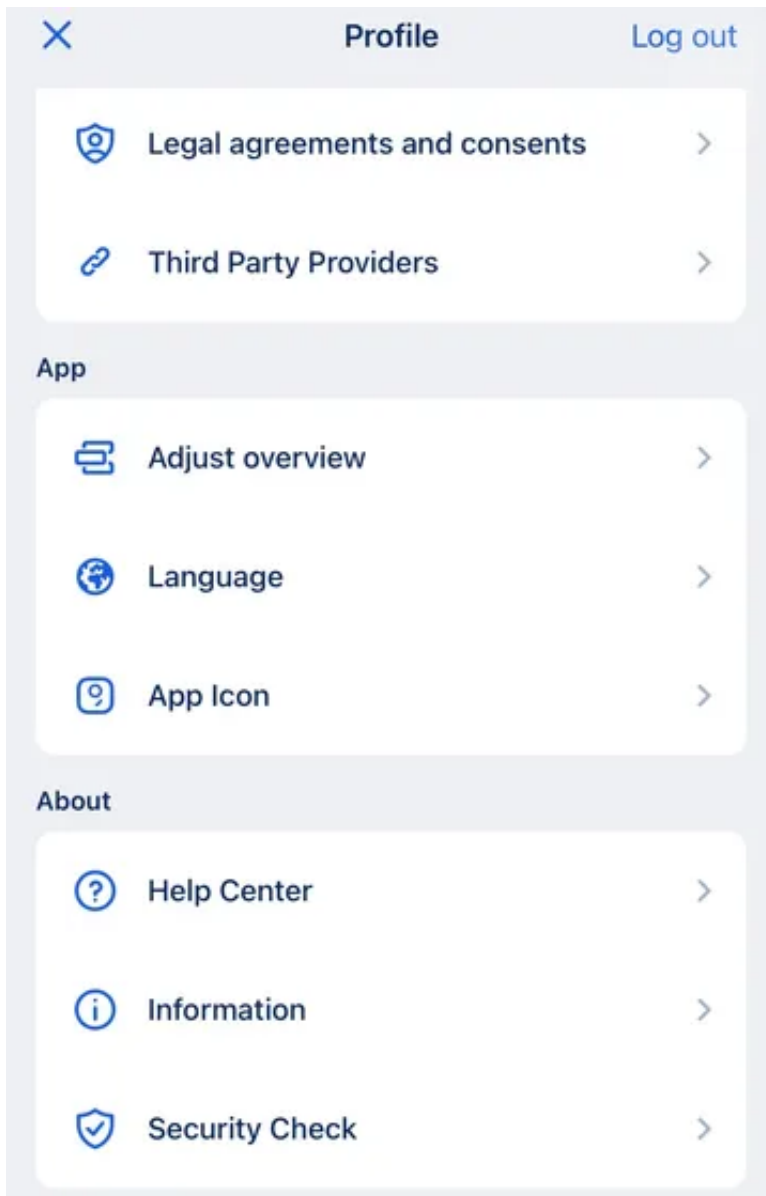 Profile
Log out
Legal agreements and consents
Third Party Providers
App
Adjust overview
Language
App Icon
About
Help Center
Information
Security Check